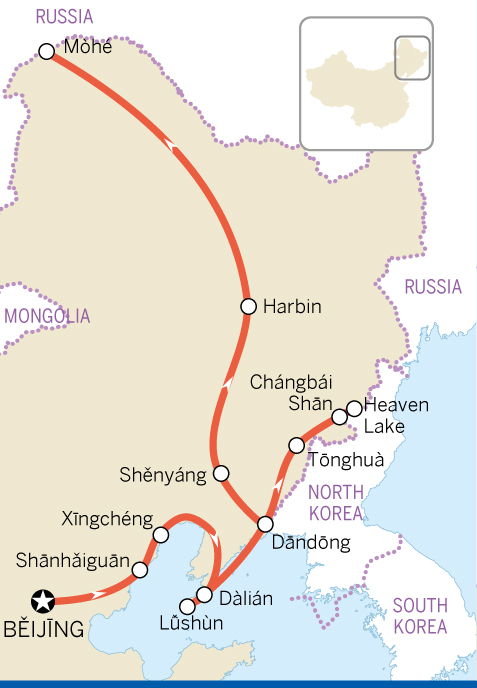 RUSSIA
Mòhé
RUSSIA
MONGOLIA
Harbin
Chángbái
Shān
Heaven
Lake
Tōnghuà
Shěnyáng
NORTH
KOREA
Xīngchéng
Dāndōng
Shānhǎiguān
Dàlián
Lǚshùn
BĚIJĪNG
SOUTH
KOREA